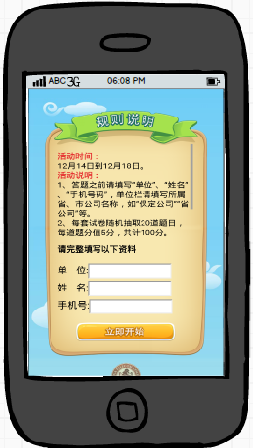 ABC 3G 06:08 PM
规则说明
活动时间：
12月14日到12月18日。
活动说明：
1、答题之前请填写“单位”、“姓名”
、“手机号码”，单位栏请填写所属
省、市公司名称，如“保定公司”“省
公司”等。
2、每套试卷随机抽取20道题目，
每道题分值5分，共计100分。
请完整填写以下资料
单 位:
姓 名:
手机号:
立即开始